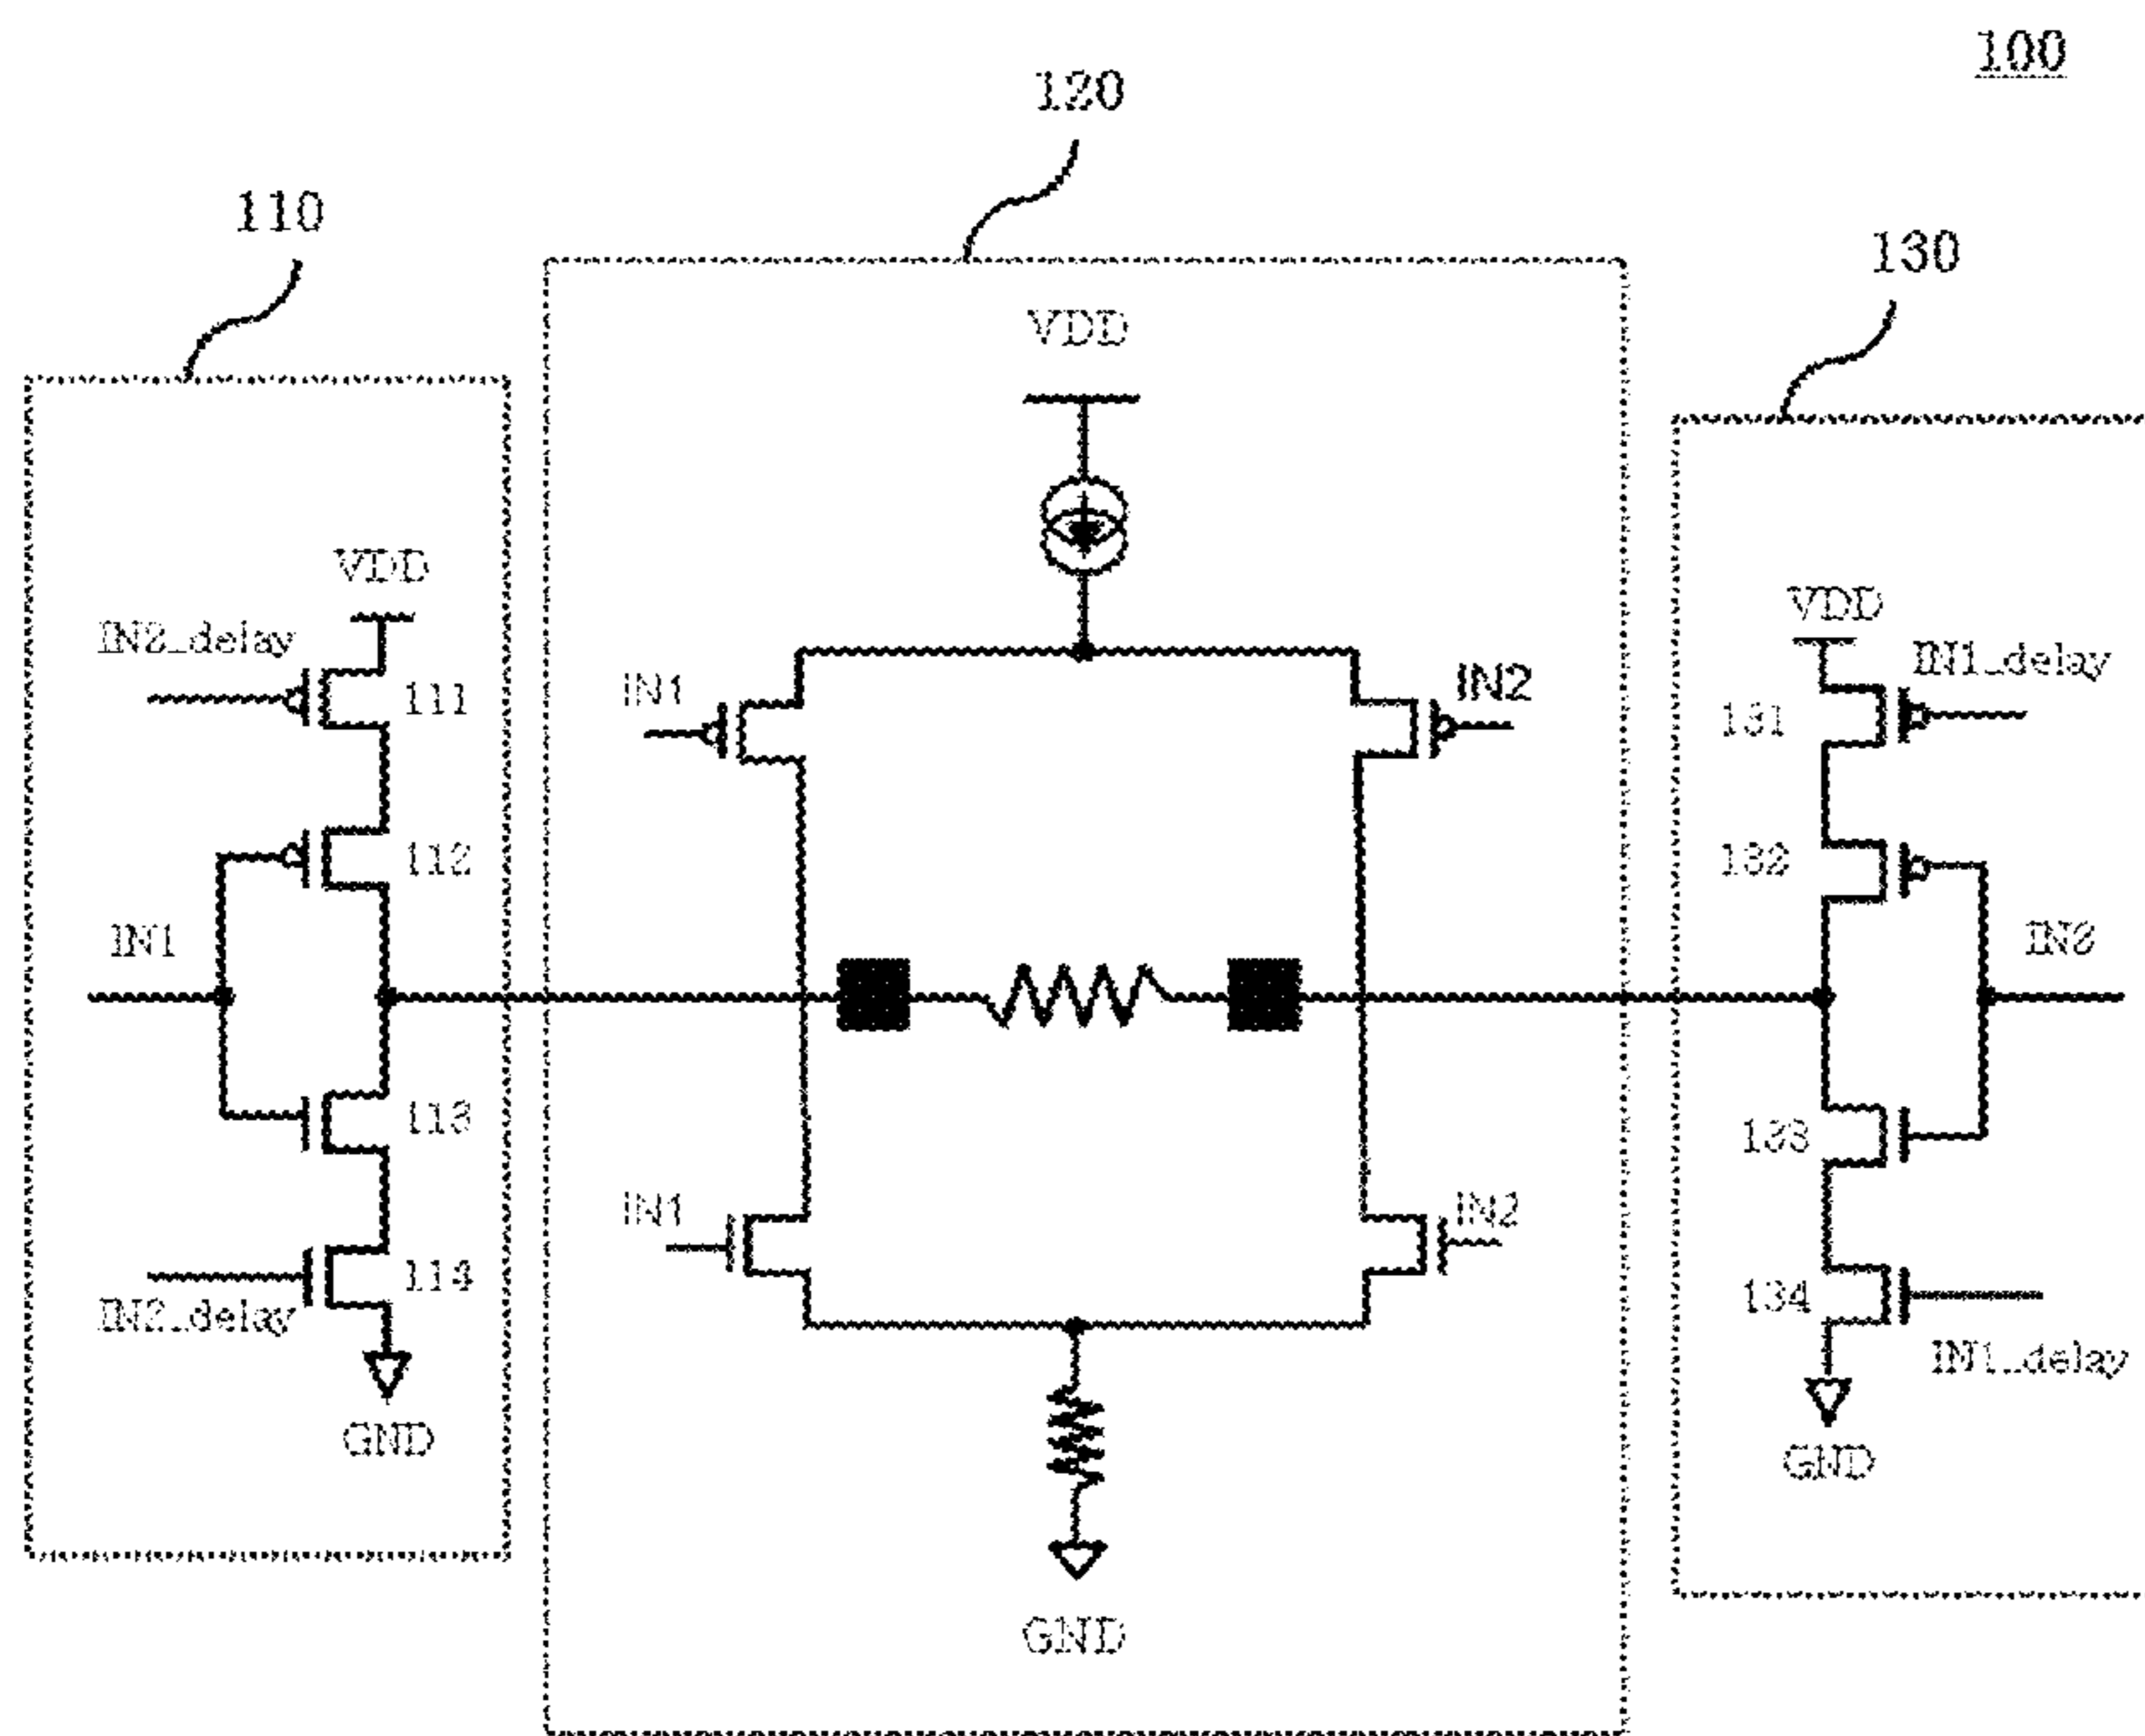 100
120
110
130
VDD
VDD
IN2_delay
111
IN1
IN2
VDD
IN1_delay
131
112
132
IN1
IN2
113
133
IN1
IN2
114
IN2_delay
134
IN1_delay
GND
GND
GND